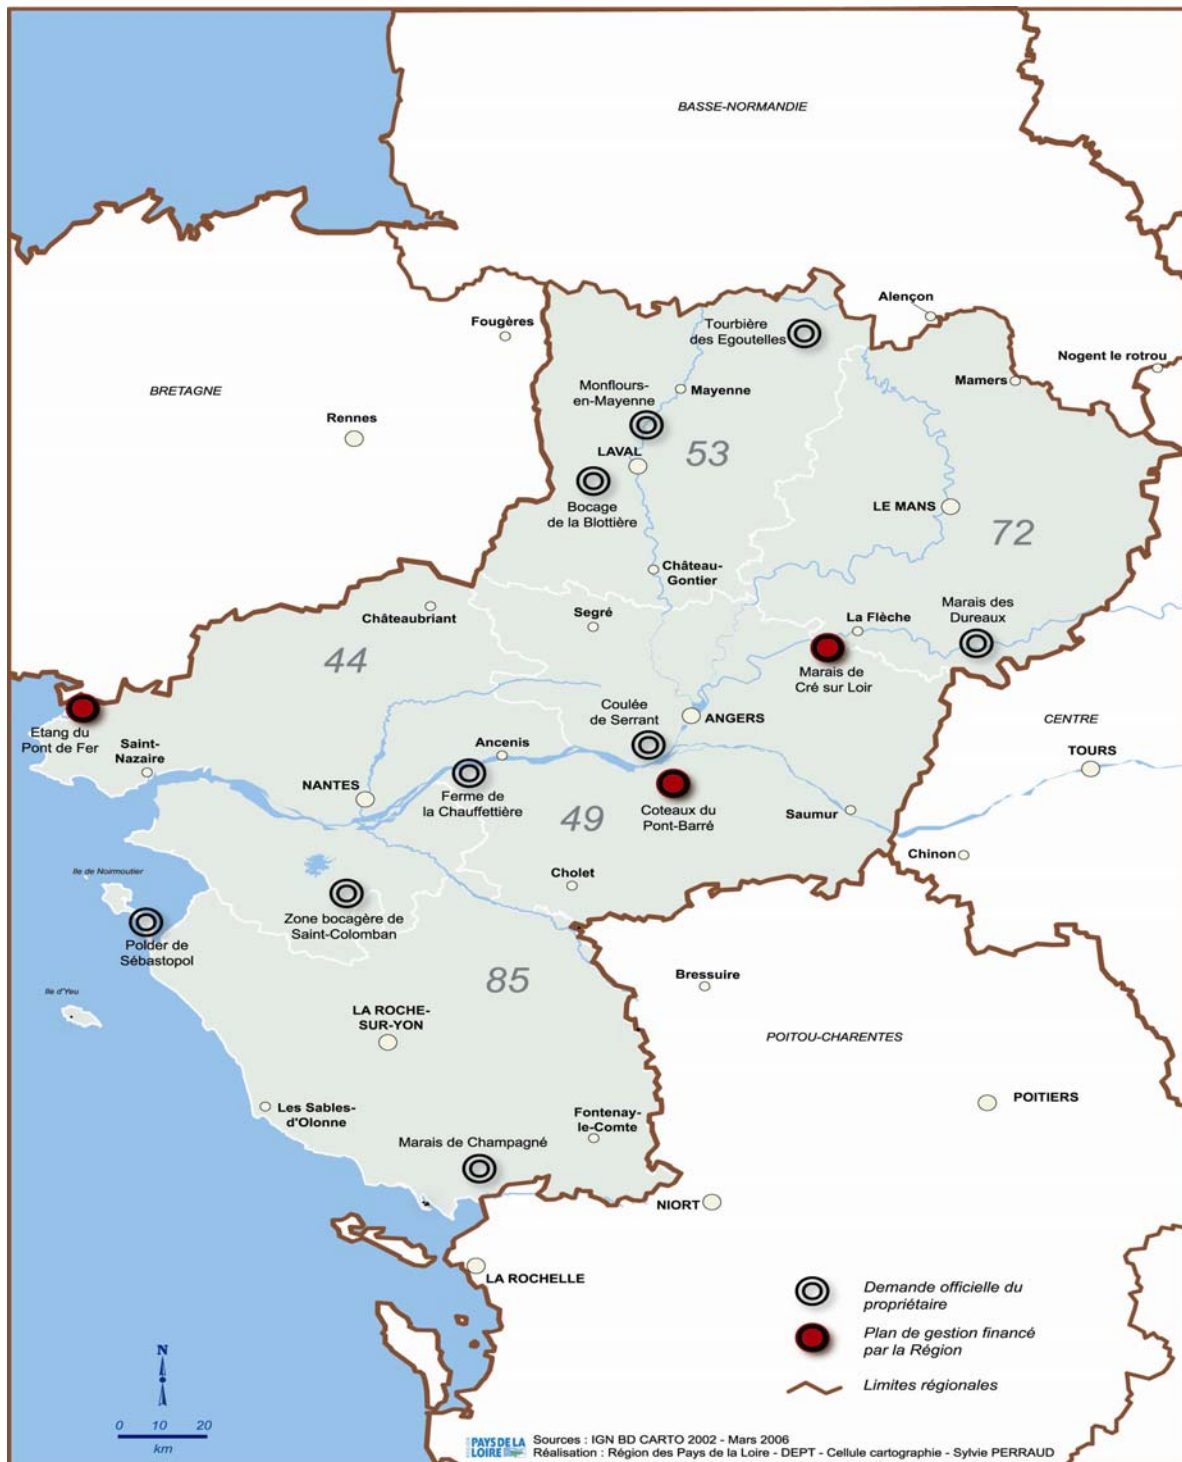 BASSE-NORMANDIE
Alençon
Fougères
Tourbière
des Egoutelles
Nogent le rotrou
Mamers
BRETAGNE
Monflours-
en-Mayenne
Mayenne
Rennes
LAVAL
53
Bocage
de la Blottière
LE MANS
72
Château-
Gontier
Châteaubriant
Segré
La Flèche
Marais des
Dureaux
44
Marais de
Cré sur Loir
Coulée
de Serrant
ANGERS
CENTRE
Etang du
Pont de Fer
Saint-
Nazaire
Ancenis
TOURS
NANTES
Ferme de
la Chauffettière
49
Coteaux du
Pont-Barré
Saumur
Chinon
Ile de Noirmoutier
Cholet
Zone bocagère de
Saint-Colomban
Polder de
Sébastopol
85
Bressuire
Ile d'Yeu
LA ROCHE-
SUR-YON
POITOU-CHARENTES
POITIERS
Les Sables-
d'Olonne
Fontenay-
le-Comte
Marais de Champagné
NIORT
LA ROCHELLE
Demande officielle du
propriétaire
Plan de gestion financé
par la Région
Limites régionales
N
0 10 20
km
RÉGION
PAYS DE LA
LOIRE
Sources : IGN BD CARTO 2002 - Mars 2006
Réalisation : Région des Pays de la Loire - DEPT - Cellule cartographie - Sylvie PERRAUD